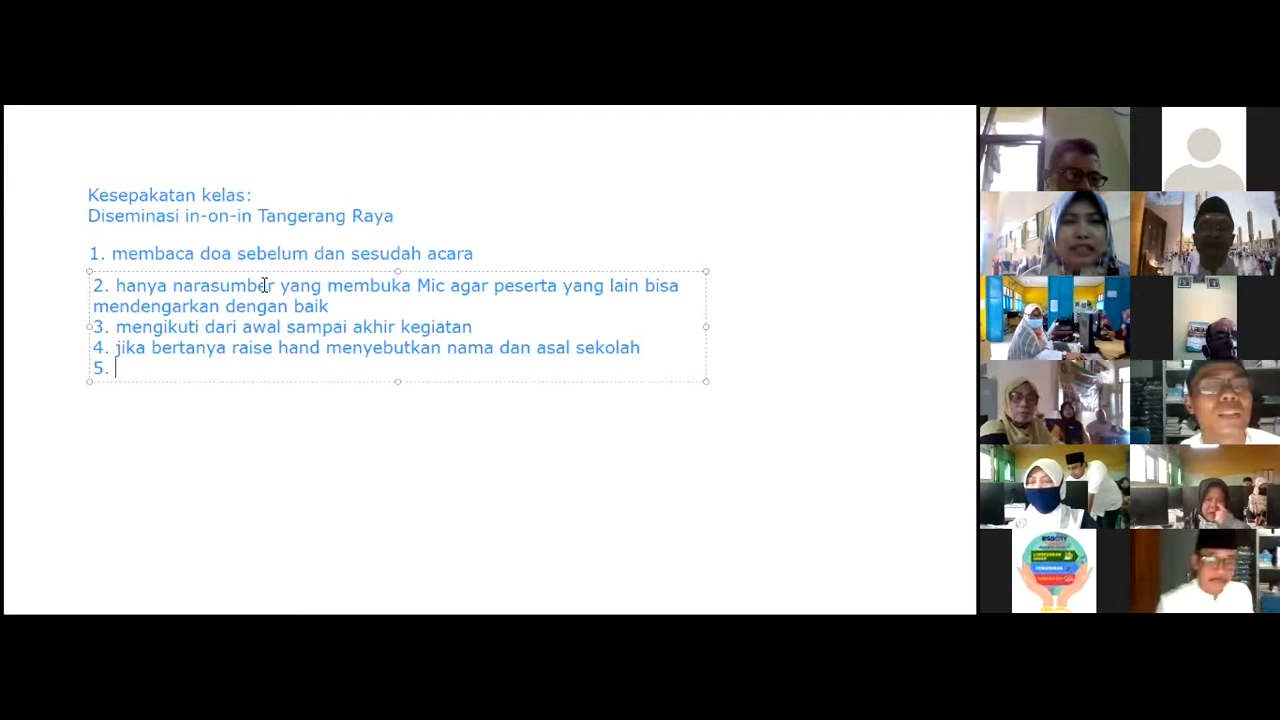 Kesepakatan kelas:
Diseminasi in-on-in Tangerang Raya
1. membaca doa sebelum dan sesudah acara
2. hanya narasumber yang membuka Mic agar peserta yang lain bisa
mendengarkan dengan baik
3. mengikuti dari awal sampai akhir kegiatan
4. jika bertanya raise hand menyebutkan nama dan asal sekolah
5.